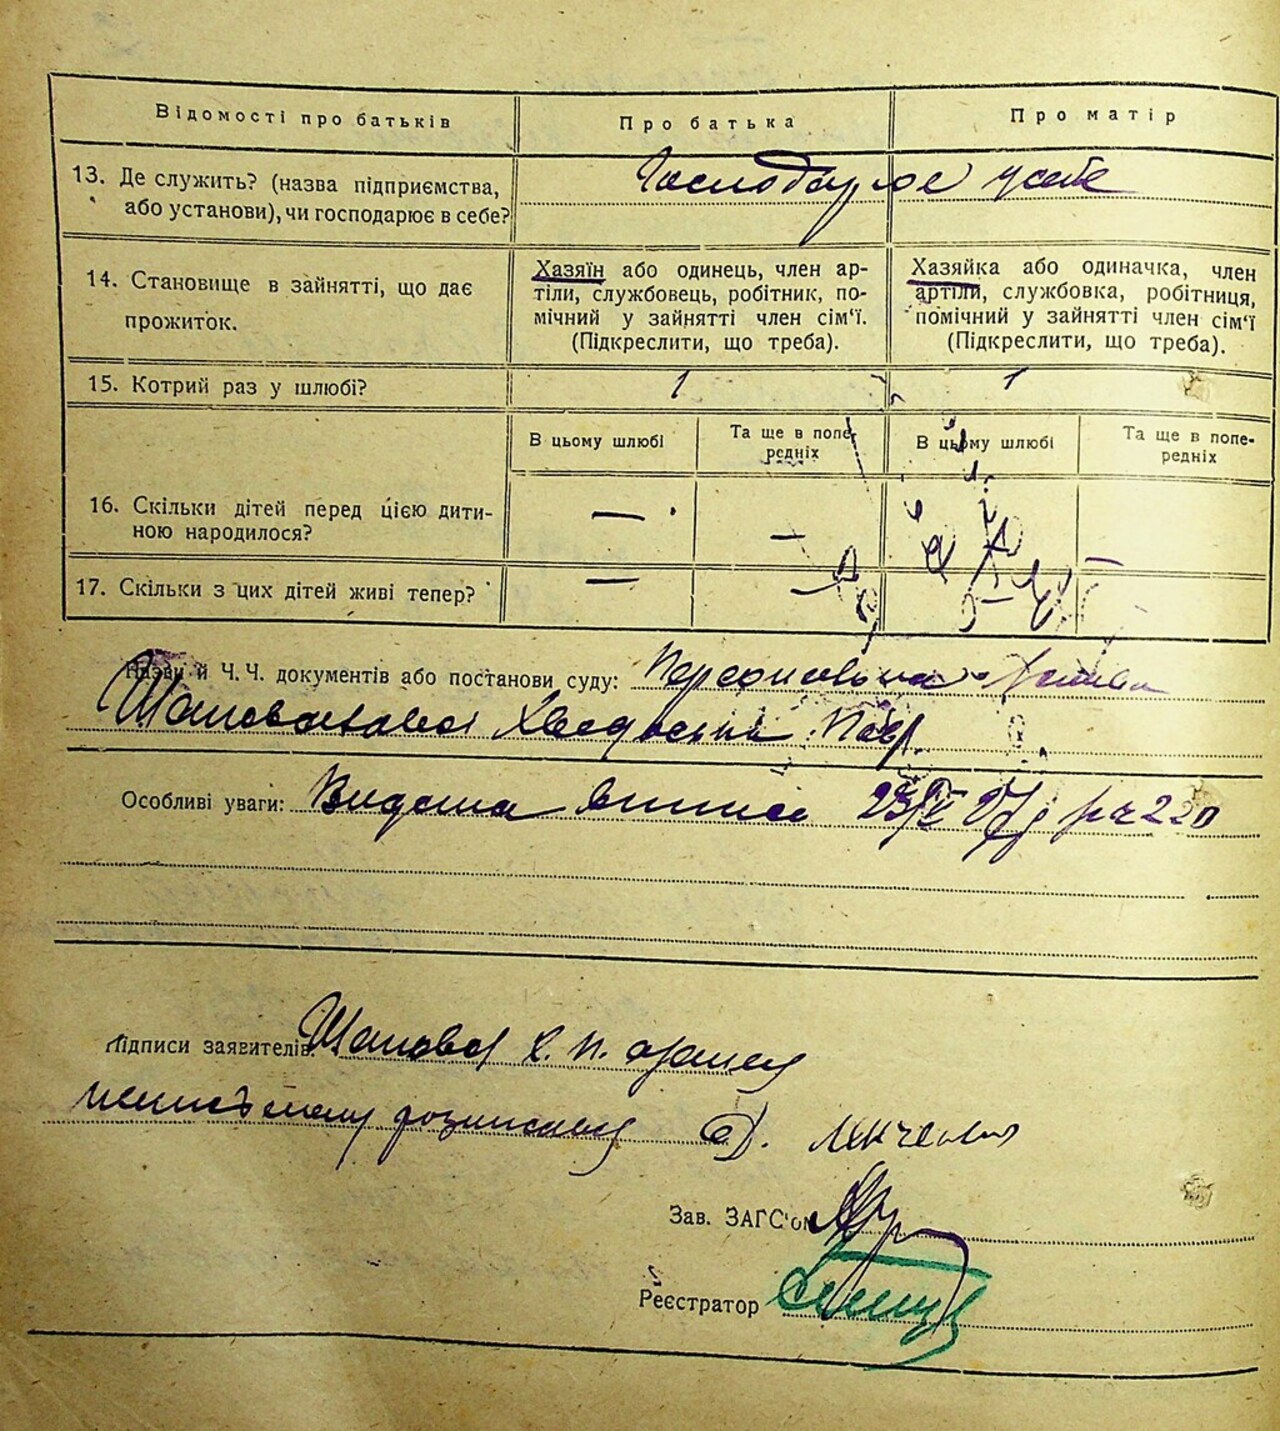 Відомості про батьків
Про батька
Про матір
13. Де служить? (назва підприємства,
або установи), чи господарює в себе?
Господарює у себе
14. Становище в зайнятті, що дає
прожиток.
Хазяїн або одинець, член ар-
тіли, службовець, робітник, по-
мічний у зайнятті член сім'ї.
(Підкреслити, що треба).
Хазяйка або одиначка, член
артіли, службовка, робітниця,
помічний у зайнятті член сім'ї
(Підкреслити, що треба).
15. Котрий раз у шлюбі?
1
1
В цьому шлюбі
Та ще в попе-
редніх
В цьому шлюбі
Та ще в попе-
редніх
16. Скільки дітей перед цією дити-
ною народилося?
—
—
—
17. Скільки з цих дітей живі тепер?
—
—
—
Назви й Ч. Ч. документів або постанови суду:
Особливі уваги: Видана 220
Підписи заявителів: Х. П.
Зав. ЗАГС'ом
Реєстратор